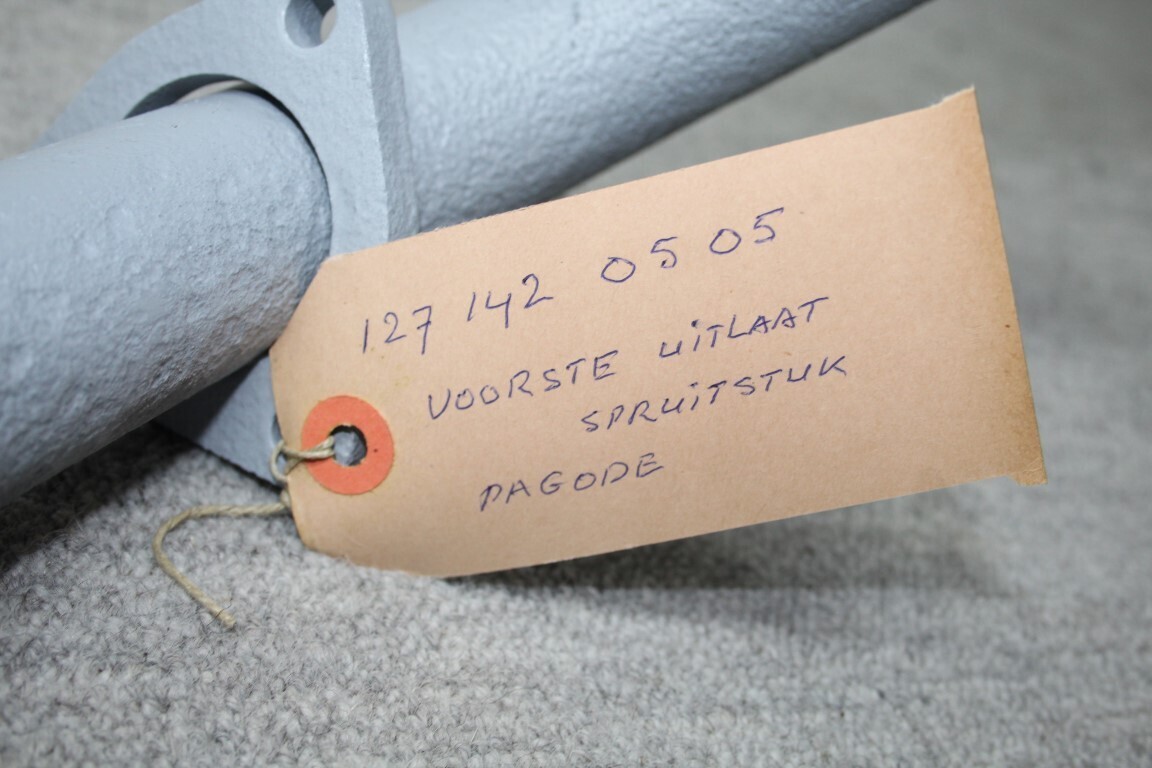 127 142 05 05
VOORSTE UITLAAT
SPRUITSTUK
PAGODE